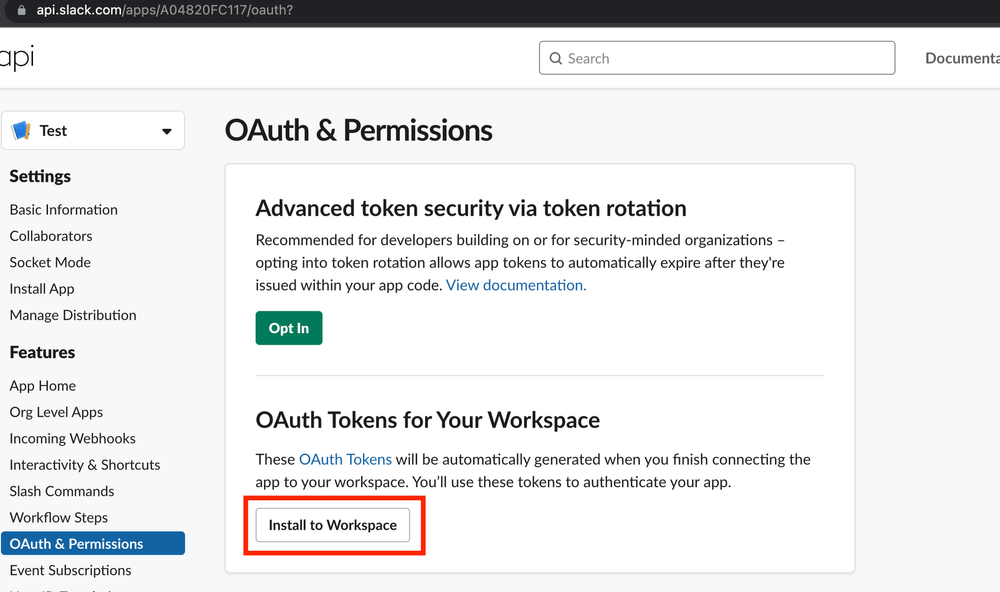 api.slack.com/apps/A04820FC117/oauth?
api
Search
Documenta
Test
OAuth & Permissions
Settings
Basic Information
Collaborators
Socket Mode
Install App
Manage Distribution
Features
App Home
Org Level Apps
Incoming Webhooks
Interactivity & Shortcuts
Slash Commands
Workflow Steps
OAuth & Permissions
Event Subscriptions
Advanced token security via token rotation
Recommended for developers building on or for security-minded organizations –
opting into token rotation allows app tokens to automatically expire after they're
issued within your app code. View documentation.
Opt In
OAuth Tokens for Your Workspace
These OAuth Tokens will be automatically generated when you finish connecting the
app to your workspace. You'll use these tokens to authenticate your app.
Install to Workspace